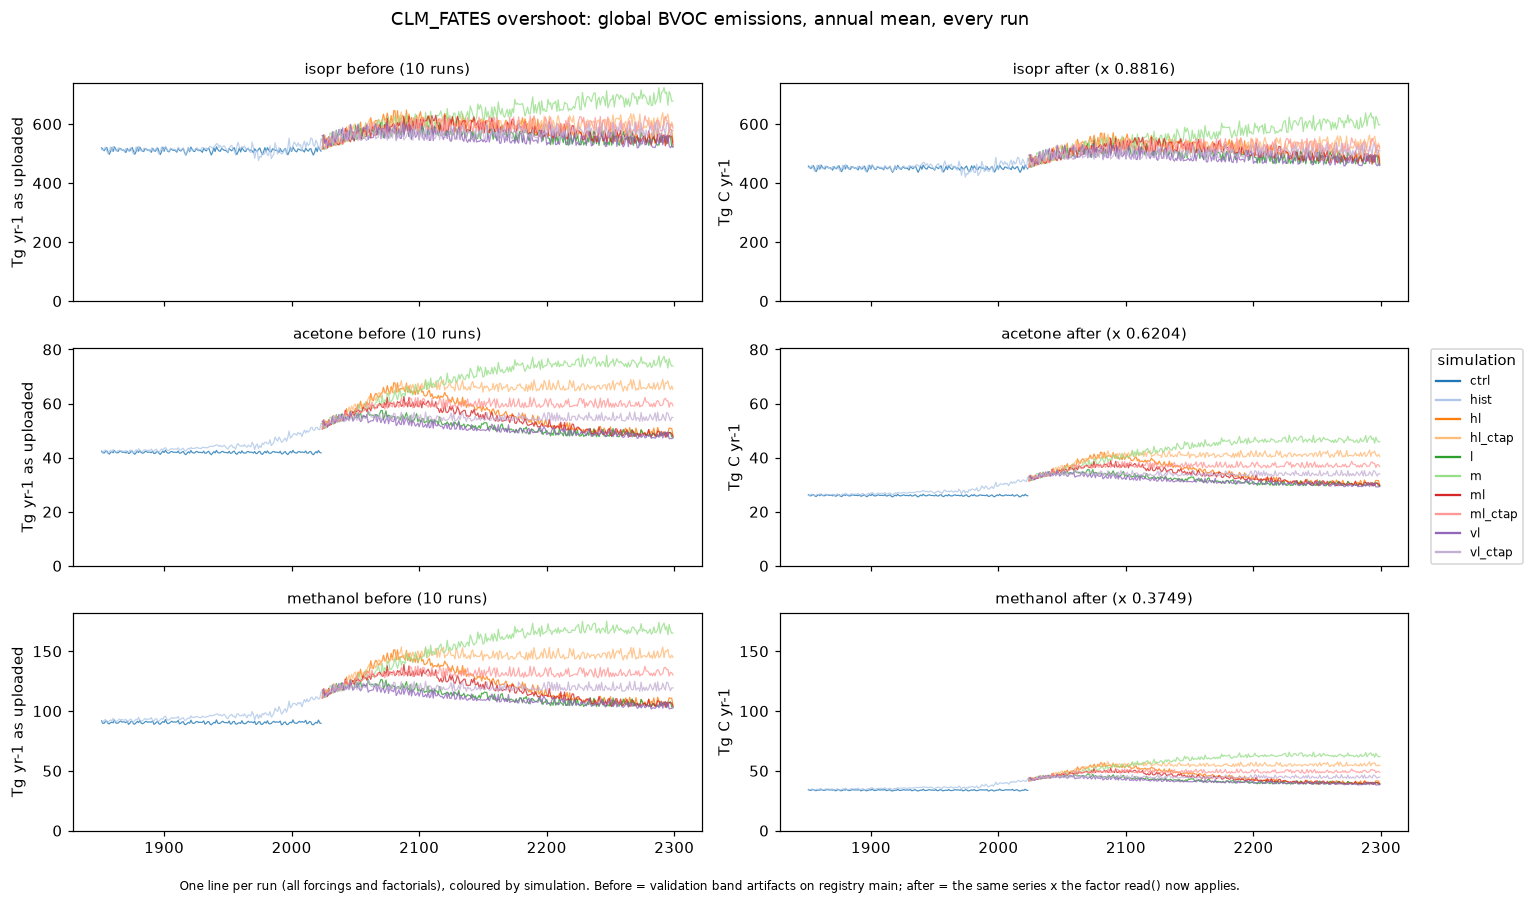 CLM_FATES overshoot: global BVOC emissions, annual mean, every run
isopr before (10 runs)
Tg yr-1 as uploaded
600
400
200
0
isopr after (x 0.8816)
Tg C yr-1
600
400
200
0
acetone before (10 runs)
Tg yr-1 as uploaded
80
60
40
20
0
acetone after (x 0.6204)
Tg C yr-1
80
60
40
20
0
simulation
ctrl
hist
hl
hl_ctap
l
m
ml
ml_ctap
vl
vl_ctap
methanol before (10 runs)
Tg yr-1 as uploaded
150
100
50
0
1900 2000 2100 2200 2300
methanol after (x 0.3749)
Tg C yr-1
150
100
50
0
1900 2000 2100 2200 2300
One line per run (all forcings and factorials), coloured by simulation. Before = validation band artifacts on registry main; after = the same series x the factor read() now applies.